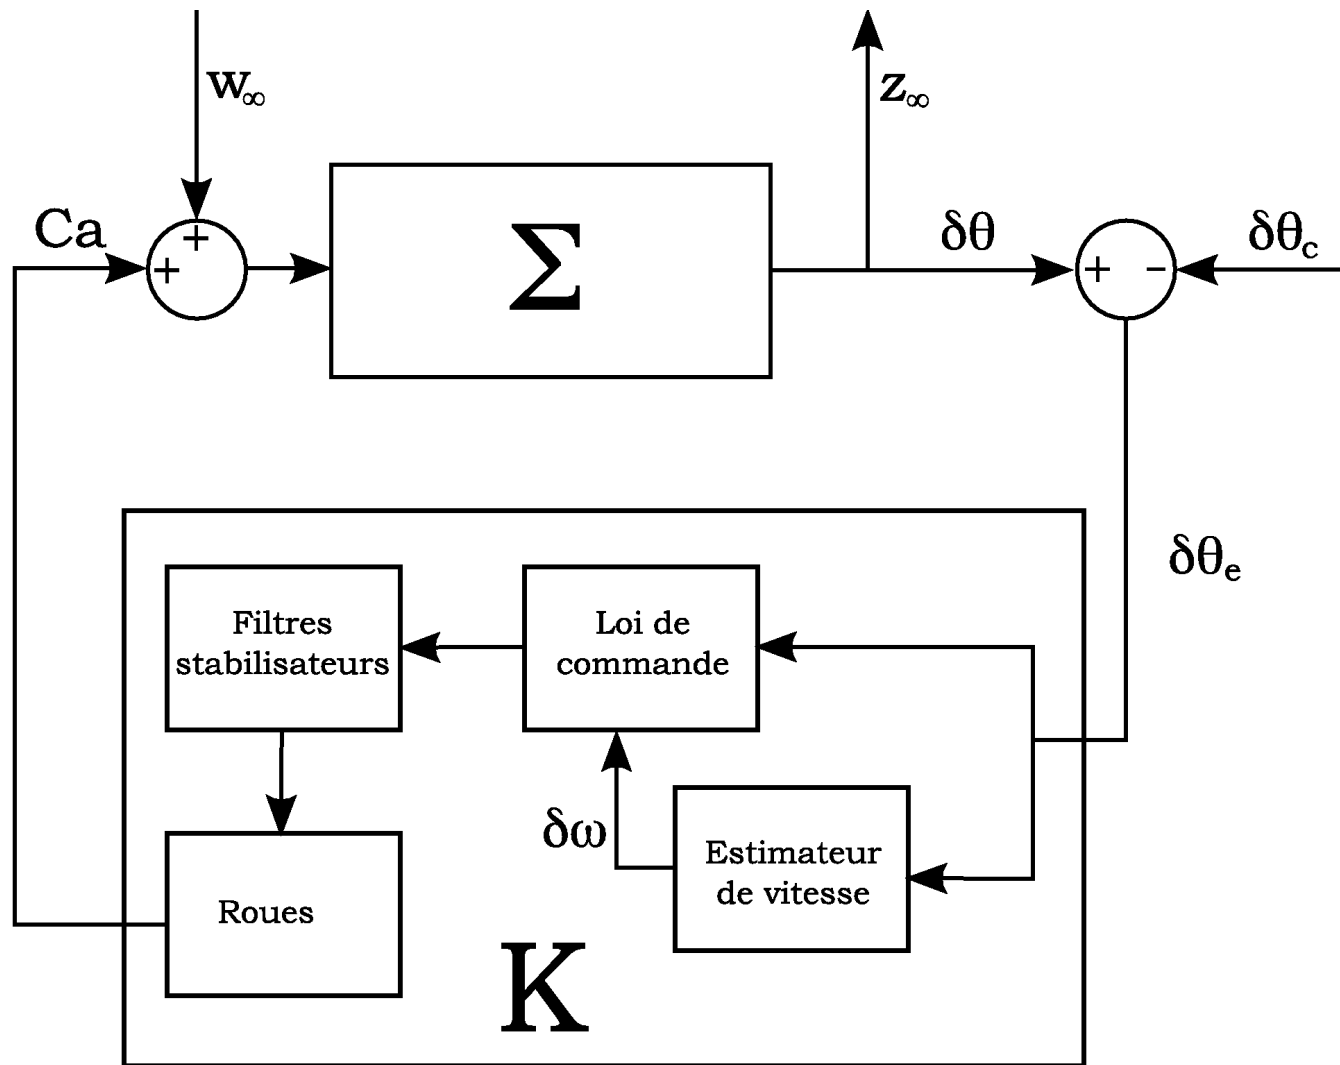 w∞
z∞
Ca
+
+
Σ
δθ
+
-
δθc
δθe
Filtres
stabilisateurs
Loi de
commande
δω
Estimateur
de vitesse
Roues
K